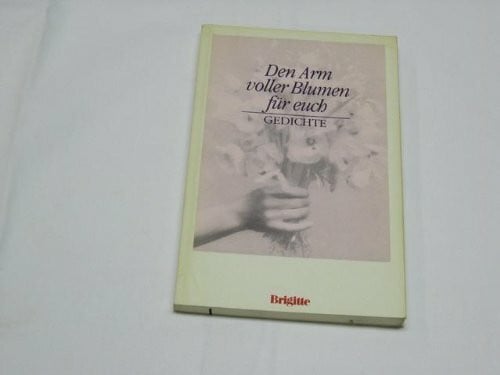 Den Arm
voller Blumen
für euch
GEDICHTE
Brigitte